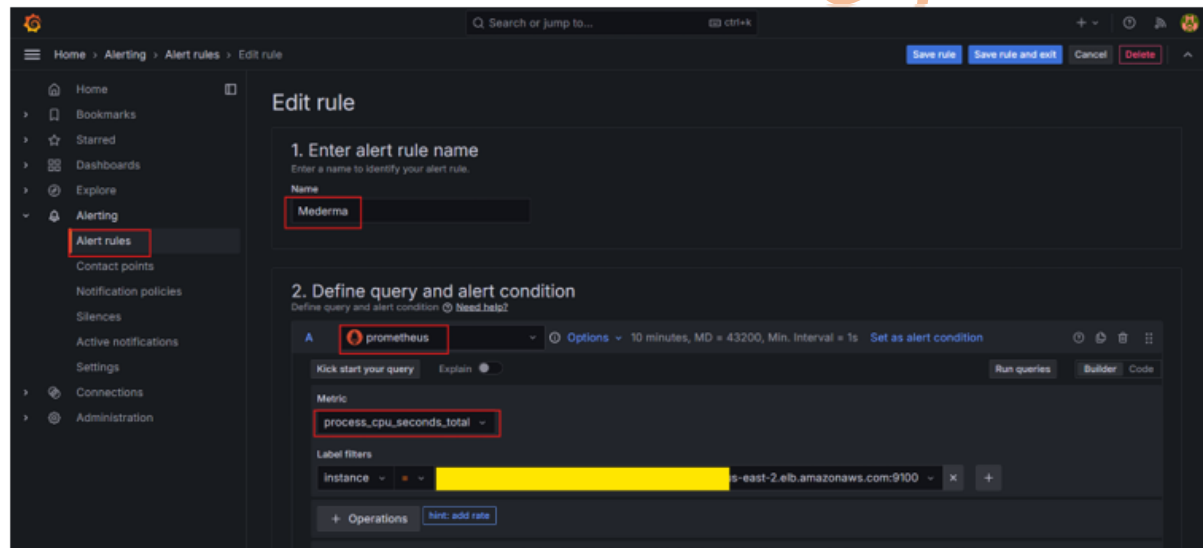 Search or jump to... ctrl+k
Home > Alerting > Alert rules > Edit rule
Save rule Save rule and exit Cancel Delete
Home
Bookmarks
Starred
Dashboards
Explore
Alerting
Alert rules
Contact points
Notification policies
Silences
Active notifications
Settings
Connections
Administration
Edit rule
1. Enter alert rule name
Enter a name to identify your alert rule.
Name
Mederma
2. Define query and alert condition
Define query and alert condition Need help?
A prometheus Options 10 minutes, MD = 43200, Min. Interval = 1s Set as alert condition
Kick start your query Explain Run queries Builder Code
Metric
process_cpu_seconds_total
Label filters
instance = s-east-2.elb.amazonaws.com:9100 × +
+ Operations hint: add rate